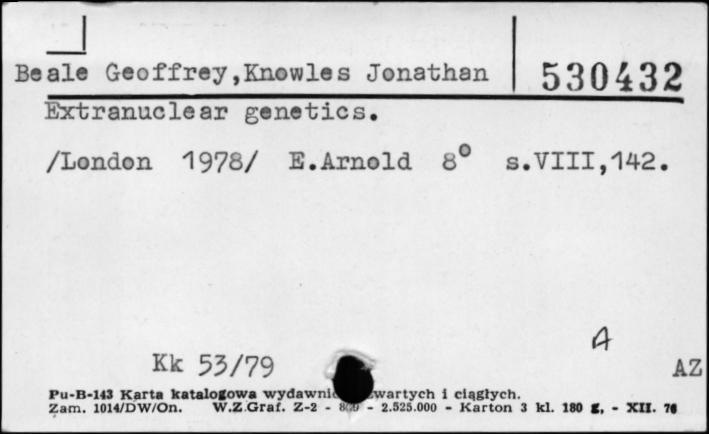 Beale Geoffrey,Knowles Jonathan 530432
Extranuclear genetics.
/London 1978/ E.Arnold 8° s.VIII,142.
A
Kk 53/79
AZ
Pu-B-143 Karta katalogowa wydawnic wartych i ciągłych.
Zam. 1014/DW/On. W.Z.Graf. Z-2 - - 2.525.000 - Karton 3 kl. 180 g, - XII. 76